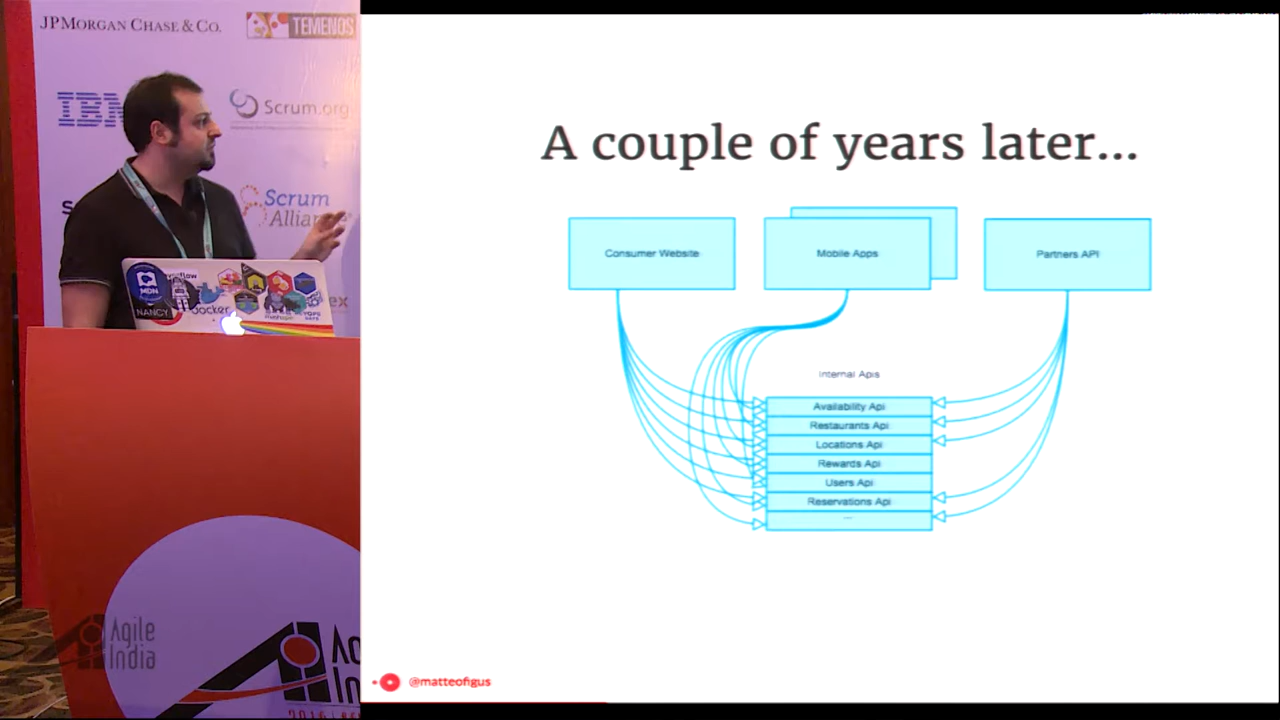 JPMORGAN CHASE & CO.
TEMENOS
IBM
Scrum.org
Scrum
Allian
MDN
docker
NANCY
Agile
India
A couple of years later...
Consumer Website
Mobile Apps
Partners API
Internal Apis
Availability Api
Restaurants Api
Locations Api
Rewards Api
Users Api
Reservations Api
...
@matteofigus